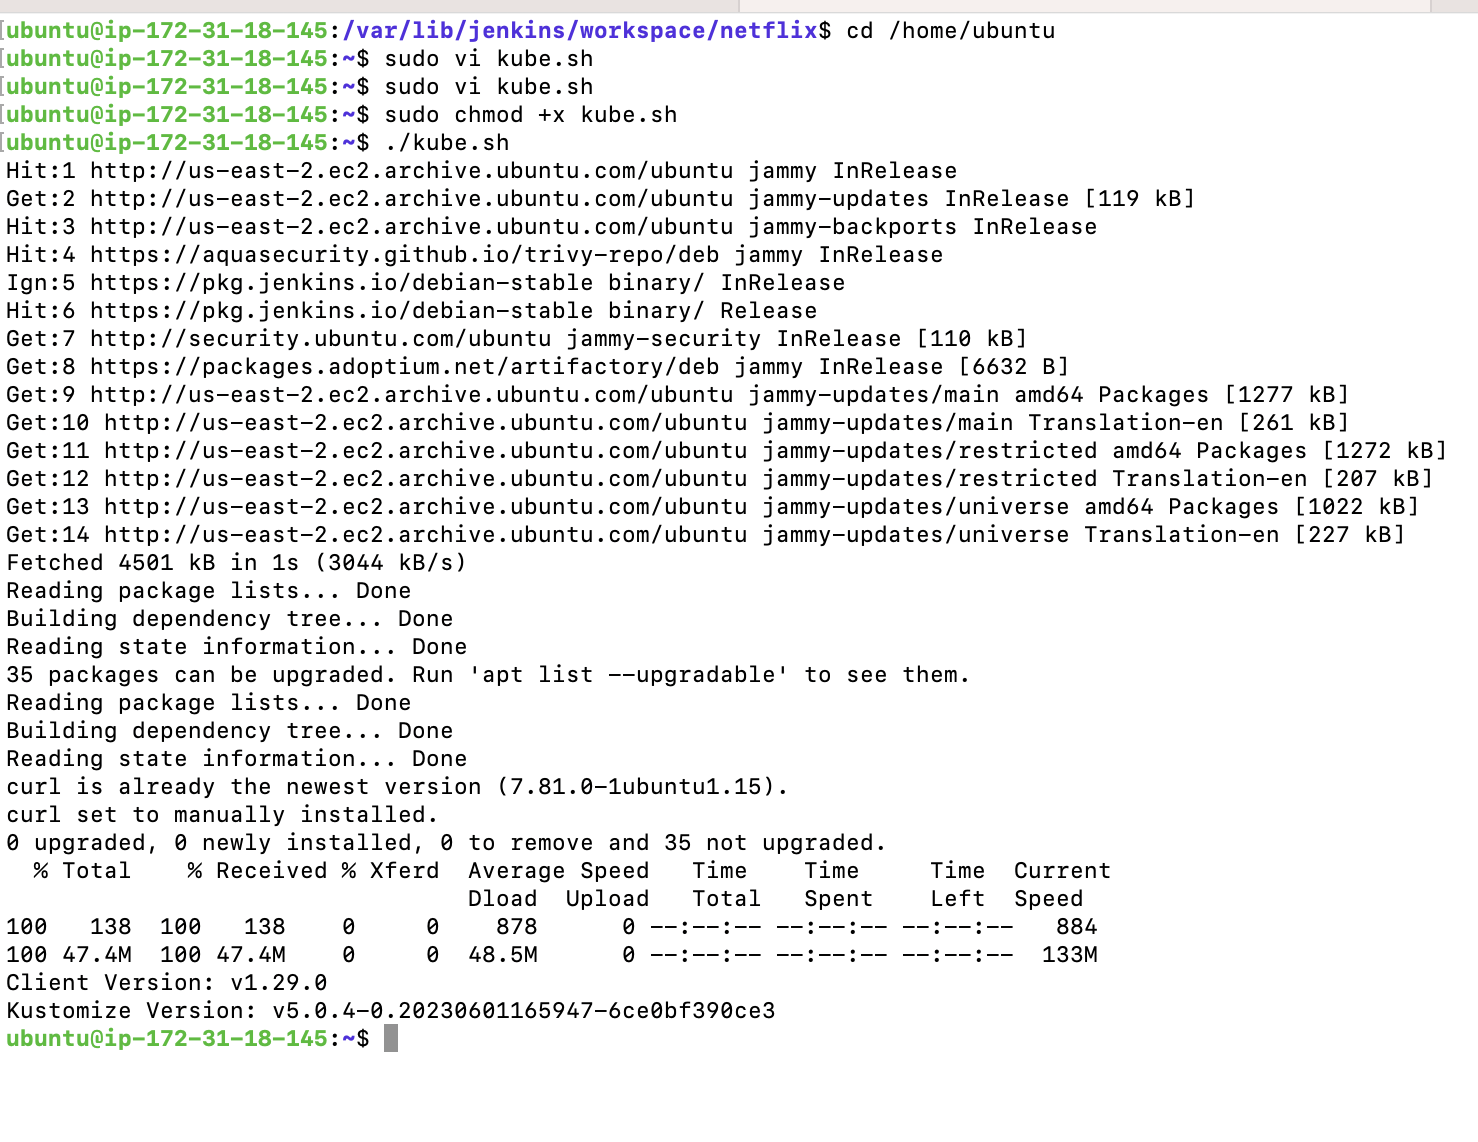 [ubuntu@ip-172-31-18-145:/var/lib/jenkins/workspace/netflix$ cd /home/ubuntu
[ubuntu@ip-172-31-18-145:~$ sudo vi kube.sh
[ubuntu@ip-172-31-18-145:~$ sudo vi kube.sh
[ubuntu@ip-172-31-18-145:~$ sudo chmod +x kube.sh
[ubuntu@ip-172-31-18-145:~$ ./kube.sh
Hit:1 http://us-east-2.ec2.archive.ubuntu.com/ubuntu jammy InRelease
Get:2 http://us-east-2.ec2.archive.ubuntu.com/ubuntu jammy-updates InRelease [119 kB]
Hit:3 http://us-east-2.ec2.archive.ubuntu.com/ubuntu jammy-backports InRelease
Hit:4 https://aquasecurity.github.io/trivy-repo/deb jammy InRelease
Ign:5 https://pkg.jenkins.io/debian-stable binary/ InRelease
Hit:6 https://pkg.jenkins.io/debian-stable binary/ Release
Get:7 http://security.ubuntu.com/ubuntu jammy-security InRelease [110 kB]
Get:8 https://packages.adoptium.net/artifactory/deb jammy InRelease [6632 B]
Get:9 http://us-east-2.ec2.archive.ubuntu.com/ubuntu jammy-updates/main amd64 Packages [1277 kB]
Get:10 http://us-east-2.ec2.archive.ubuntu.com/ubuntu jammy-updates/main Translation-en [261 kB]
Get:11 http://us-east-2.ec2.archive.ubuntu.com/ubuntu jammy-updates/restricted amd64 Packages [1272 kB]
Get:12 http://us-east-2.ec2.archive.ubuntu.com/ubuntu jammy-updates/restricted Translation-en [207 kB]
Get:13 http://us-east-2.ec2.archive.ubuntu.com/ubuntu jammy-updates/universe amd64 Packages [1022 kB]
Get:14 http://us-east-2.ec2.archive.ubuntu.com/ubuntu jammy-updates/universe Translation-en [227 kB]
Fetched 4501 kB in 1s (3044 kB/s)
Reading package lists... Done
Building dependency tree... Done
Reading state information... Done
35 packages can be upgraded. Run 'apt list --upgradable' to see them.
Reading package lists... Done
Building dependency tree... Done
Reading state information... Done
curl is already the newest version (7.81.0-1ubuntu1.15).
curl set to manually installed.
0 upgraded, 0 newly installed, 0 to remove and 35 not upgraded.
  % Total    % Received % Xferd  Average Speed   Time    Time     Time  Current
                                 Dload  Upload   Total   Spent    Left  Speed
100   138  100   138    0     0    878      0 --:--:-- --:--:-- --:--:--   884
100 47.4M  100 47.4M    0     0  48.5M      0 --:--:-- --:--:-- --:--:--  133M
Client Version: v1.29.0
Kustomize Version: v5.0.4-0.20230601165947-6ce0bf390ce3
ubuntu@ip-172-31-18-145:~$